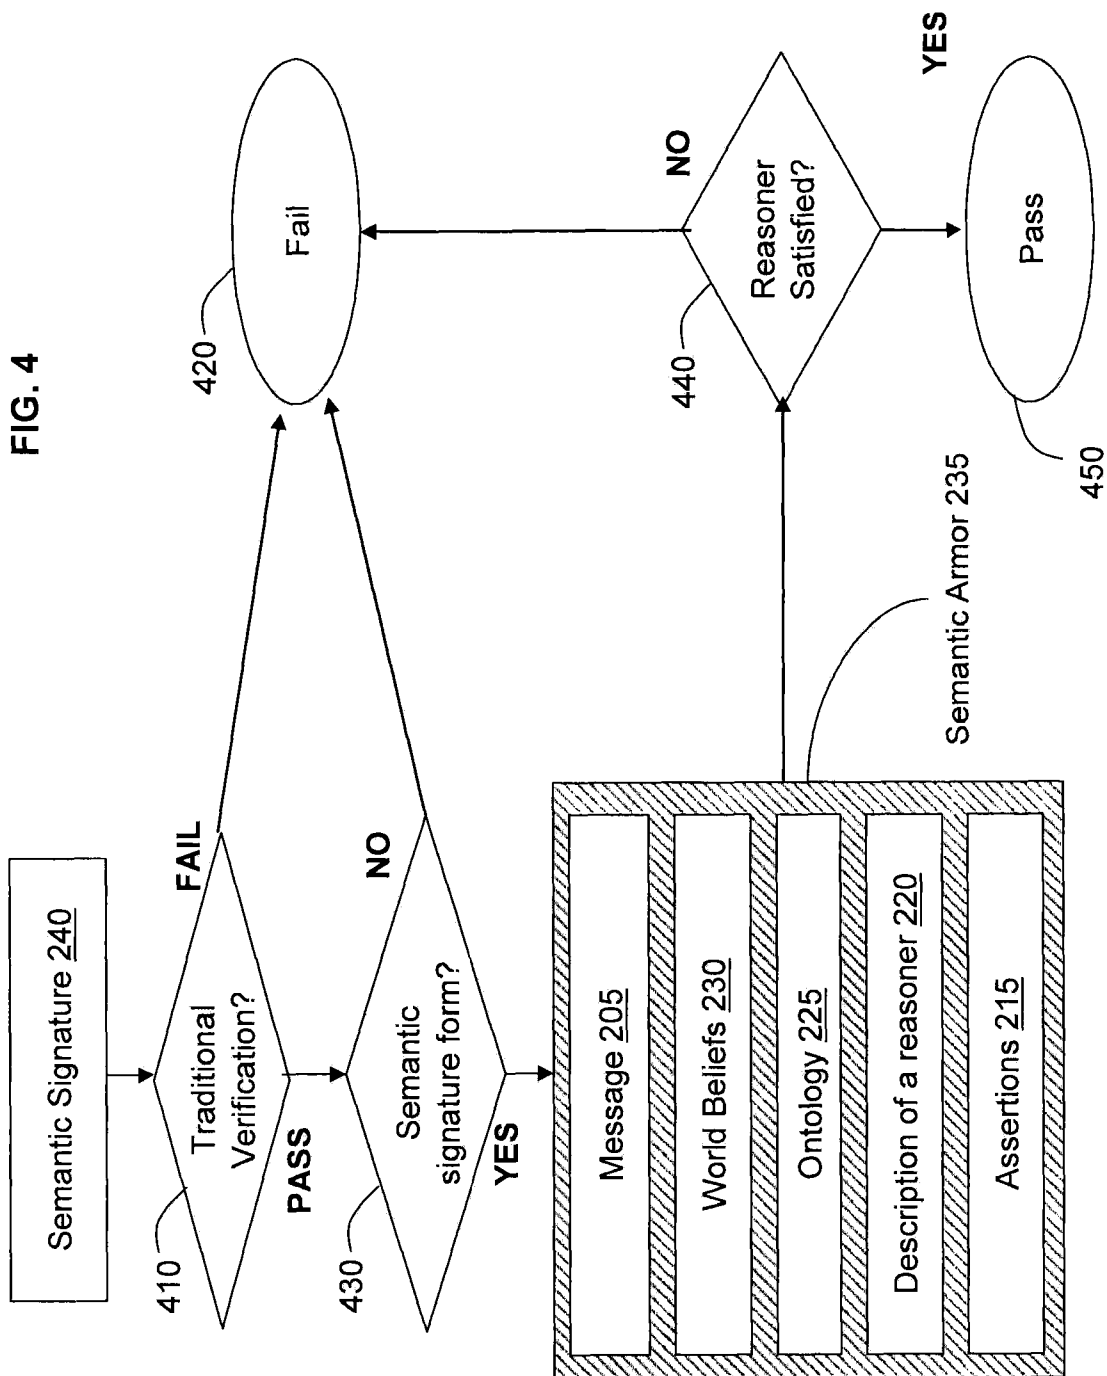 FIG. 4
Semantic Signature 240
410
Traditional
Verification?
FAIL
PASS
420
Fail
430
Semantic
signature form?
NO
YES
Message 205
World Beliefs 230
Ontology 225
Description of a reasoner 220
Assertions 215
Semantic Armor 235
440
Reasoner
Satisfied?
NO
YES
450
Pass